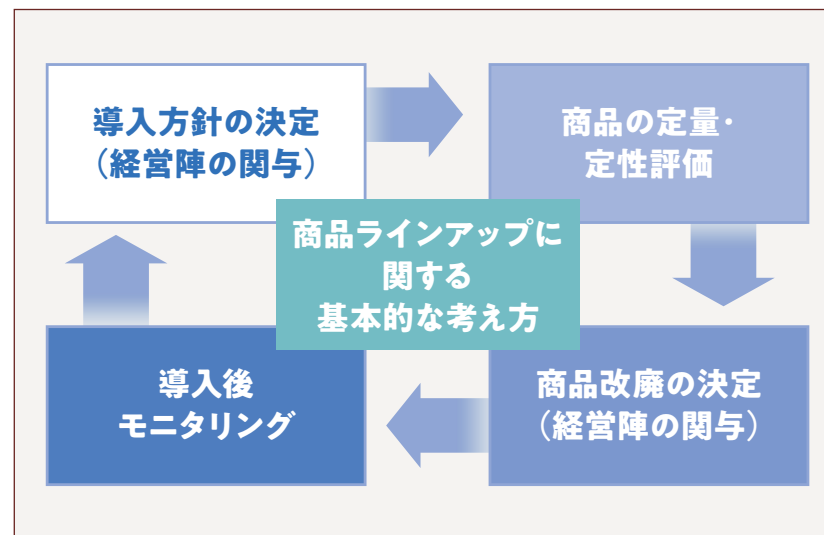 導入方針の決定
（経営陣の関与）
商品の定量・
定性評価
商品ラインアップに
関する
基本的な考え方
導入後
モニタリング
商品改廃の決定
（経営陣の関与）